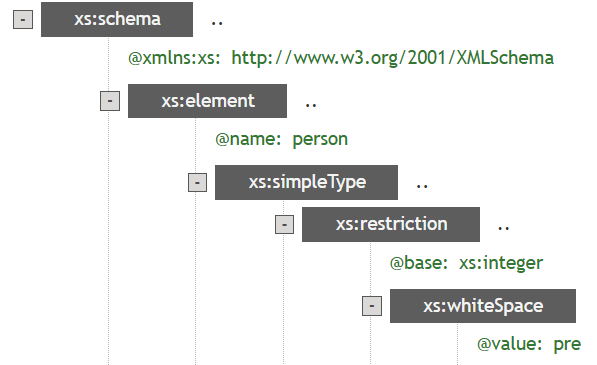 - xs:schema ..
@xmlns:xs: http://www.w3.org/2001/XMLSchema
- xs:element ..
@name: person
- xs:simpleType ..
- xs:restriction ..
@base: xs:integer
- xs:whiteSpace
@value: pre